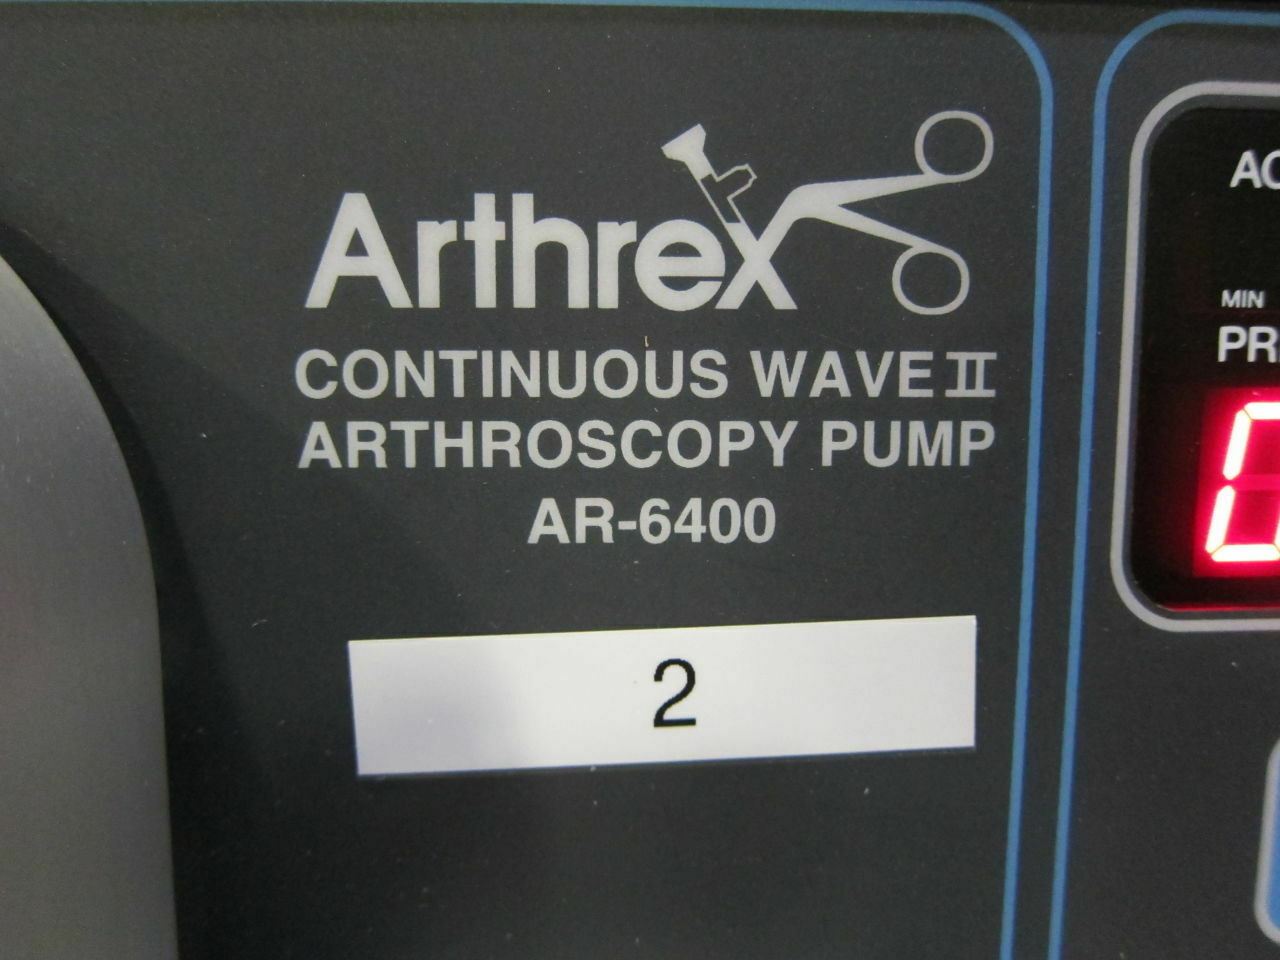 Arthrex
CONTINUOUS WAVE II
ARTHROSCOPY PUMP
AR-6400
2
MIN